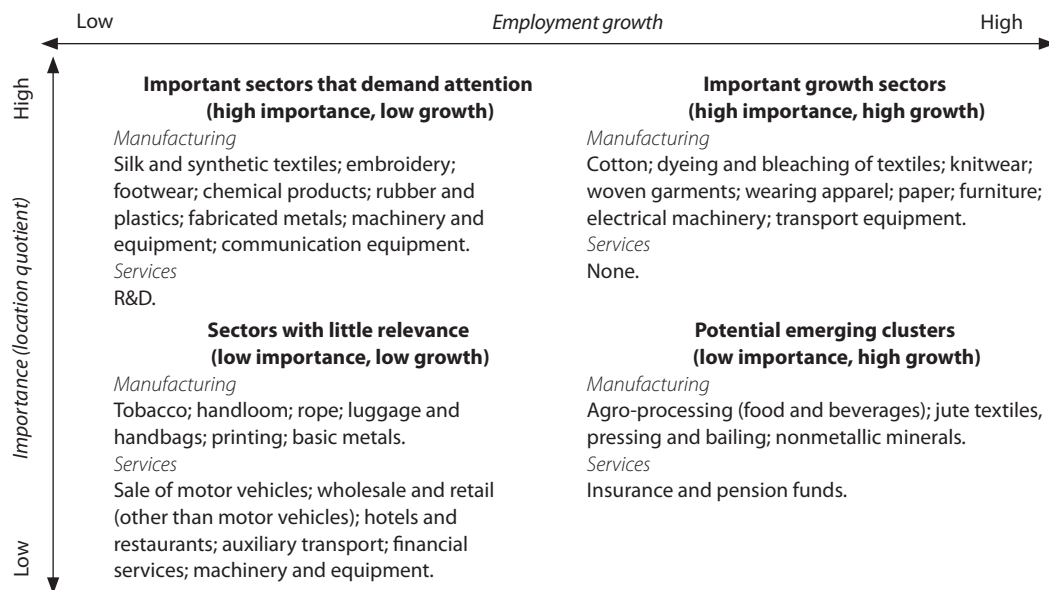 Low
Employment growth
High
High
Importance (location quotient)
Low
Important sectors that demand attention
(high importance, low growth)
Manufacturing
Silk and synthetic textiles; embroidery;
footwear; chemical products; rubber and
plastics; fabricated metals; machinery and
equipment; communication equipment.
Services
R&D.
Important growth sectors
(high importance, high growth)
Manufacturing
Cotton; dyeing and bleaching of textiles; knitwear;
woven garments; wearing apparel; paper; furniture;
electrical machinery; transport equipment.
Services
None.
Sectors with little relevance
(low importance, low growth)
Manufacturing
Tobacco; handloom; rope; luggage and
handbags; printing; basic metals.
Services
Sale of motor vehicles; wholesale and retail
(other than motor vehicles); hotels and
restaurants; auxiliary transport; financial
services; machinery and equipment.
Potential emerging clusters
(low importance, high growth)
Manufacturing
Agro-processing (food and beverages); jute textiles,
pressing and bailing; nonmetallic minerals.
Services
Insurance and pension funds.